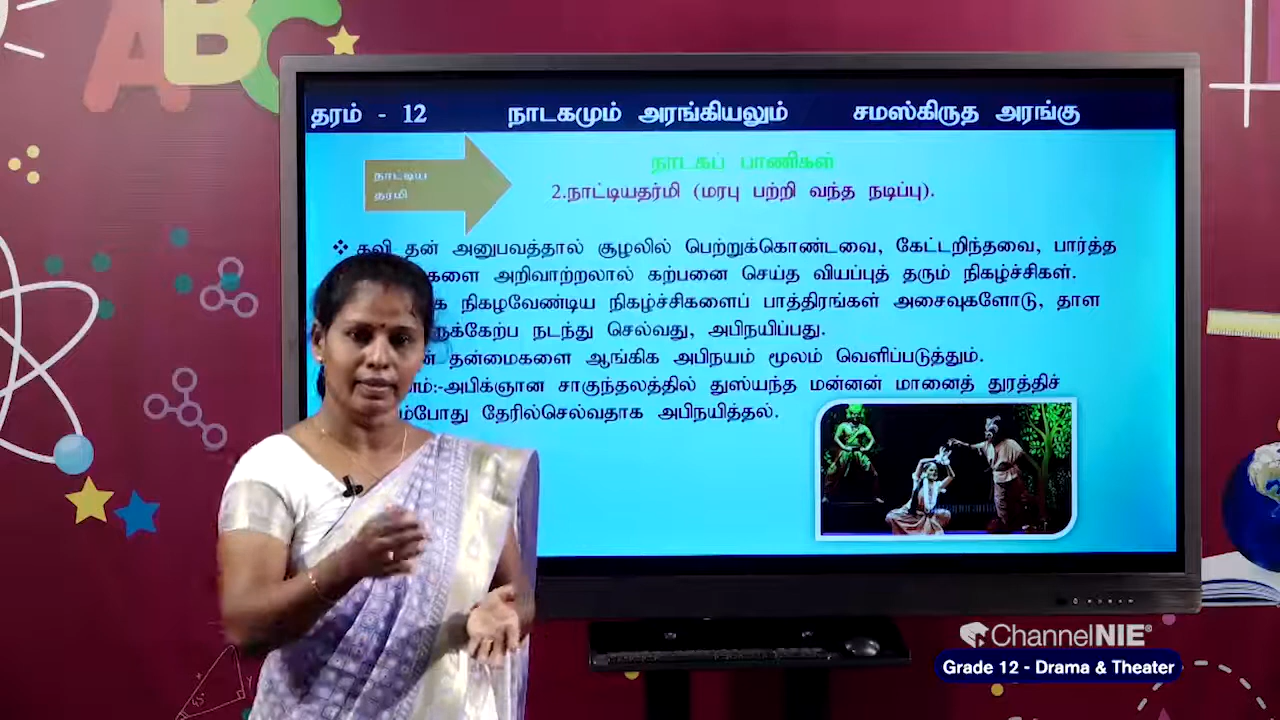 ABC
தரம் - 12 நாடகமும் அரங்கியலும் சமஸ்கிருத அரங்கு
நாட்டிய
தர்மி
நாடகப் பாணிகள்
2.நாட்டியதர்மி (மரபு பற்றி வந்த நடிப்பு).
❖ கவி தன் அனுபவத்தால் சூழலில் பெற்றுக்கொண்டவை, கேட்டறிந்தவை, பார்த்த
அறிவாற்றலால் கற்பனை செய்த வியப்புத் தரும் நிகழ்ச்சிகள்.
நிகழவேண்டிய நிகழ்ச்சிகளைப் பாத்திரங்கள் அசைவுகளோடு, தாள
நடந்து செல்வது, அபிநயிப்பது.
தன்மைகளை ஆங்கிக அபிநயம் மூலம் வெளிப்படுத்தும்.
அபிக்ஞான சாகுந்தலத்தில் துஸ்யந்த மன்னன் மானைத் துரத்திச்
தேரில்செல்வதாக அபிநயித்தல்.
ChannelNIE®
Grade 12 - Drama & Theater
45°